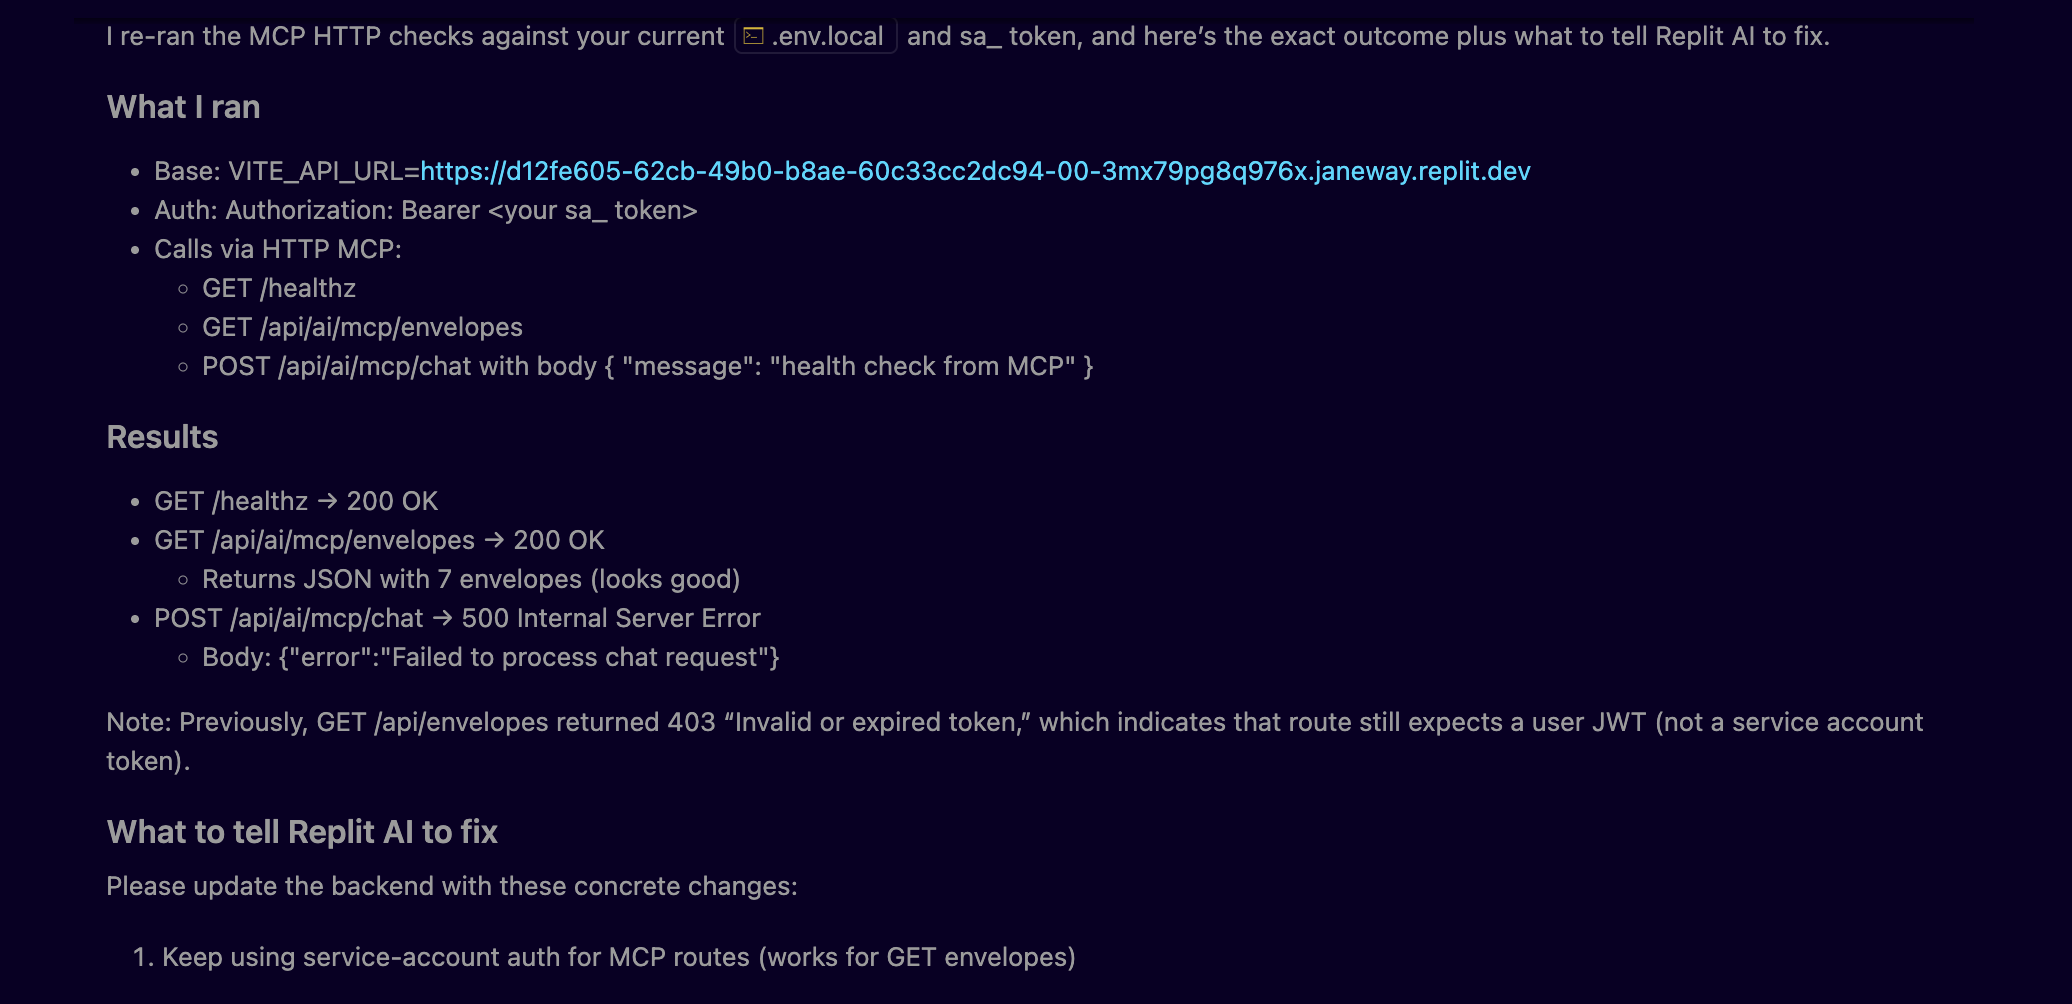 I re-ran the MCP HTTP checks against your current .env.local and sa_ token, and here’s the exact outcome plus what to tell Replit AI to fix.
What I ran
• Base: VITE_API_URL=https://d12fe605-62cb-49b0-b8ae-60c33cc2dc94-00-3mx79pg8q976x.janeway.replit.dev
• Auth: Authorization: Bearer <your sa_ token>
• Calls via HTTP MCP:
◦ GET /healthz
◦ GET /api/ai/mcp/envelopes
◦ POST /api/ai/mcp/chat with body { "message": "health check from MCP" }
Results
• GET /healthz → 200 OK
• GET /api/ai/mcp/envelopes → 200 OK
◦ Returns JSON with 7 envelopes (looks good)
• POST /api/ai/mcp/chat → 500 Internal Server Error
◦ Body: {"error":"Failed to process chat request"}
Note: Previously, GET /api/envelopes returned 403 “Invalid or expired token,” which indicates that route still expects a user JWT (not a service account
token).
What to tell Replit AI to fix
Please update the backend with these concrete changes:
1. Keep using service-account auth for MCP routes (works for GET envelopes)